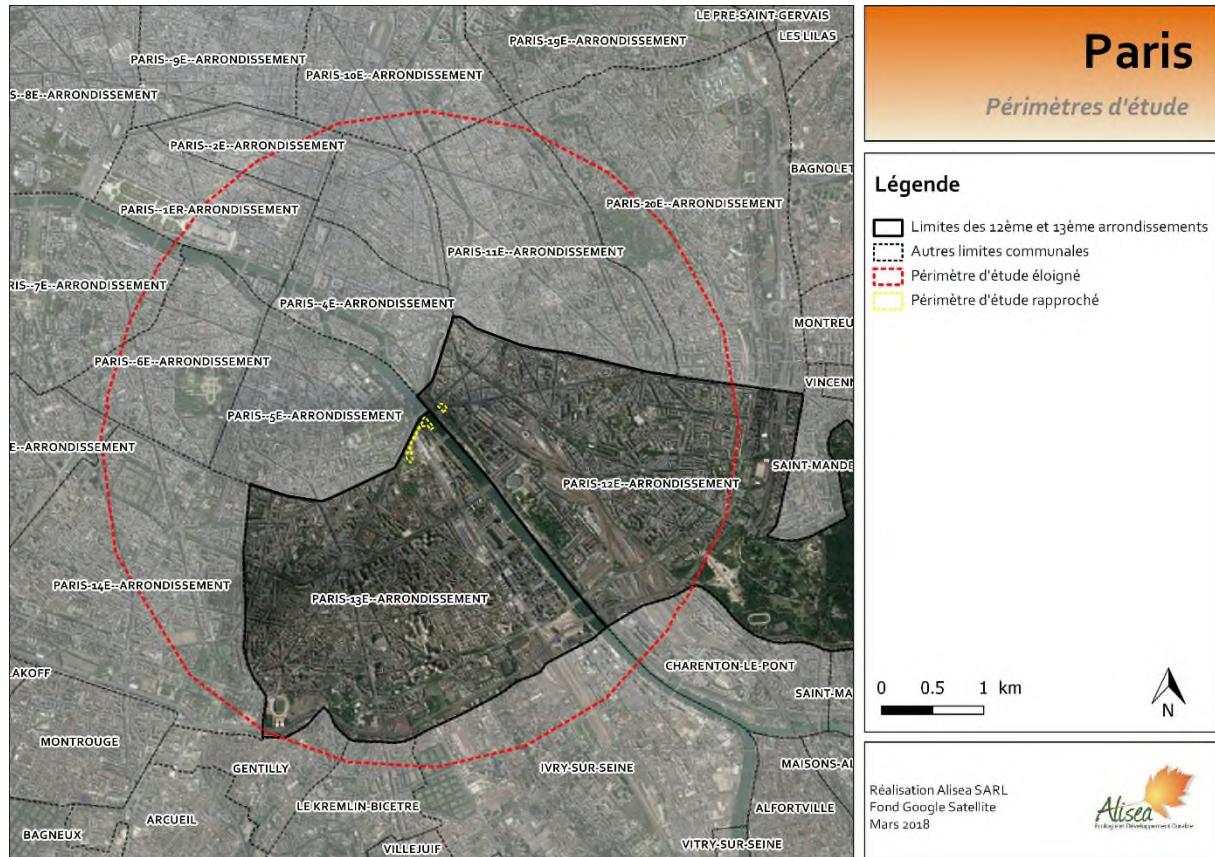 LE PRE-SAINT-GERVAIS
LES LILAS
PARIS-19E--ARRONDISSEMENT
PARIS--9E--ARRONDISSEMENT
PARIS-10E--ARRONDISSEMENT
S--8E--ARRONDISSEMENT
PARIS--2E--ARRONDISSEMENT
BAGNOLET
PARIS--1ER-ARRONDISSEMENT
PARIS-20E--ARRONDISSEMENT
PARIS-11E--ARRONDISSEMENT
RIS--7E--ARRONDISSEMENT
PARIS--4E--ARRONDISSEMENT
MONTREU
PARIS--6E--ARRONDISSEMENT
VINCENN
PARIS--5E--ARRONDISSEMENT
E--ARRONDISSEMENT
SAINT-MANDE
PARIS-12E--ARRONDISSEMENT
PARIS-14E--ARRONDISSEMENT
PARIS-13E--ARRONDISSEMENT
CHARENTON-LE-PONT
LAKOFF
SAINT-MA
MONTROUGE
GENTILLY
IVRY-SUR-SEINE
MAISONS-AL
LE KREMLIN-BICETRE
ALFORTVILLE
ARCUEIL
BAGNEUX
VILLEJUIF
VITRY-SUR-SEINE
Paris
Périmètres d'étude
Légende
Limites des 12ème et 13ème arrondissements
Autres limites communales
Périmètre d'étude éloigné
Périmètre d'étude rapproché
0 0.5 1 km
N
Réalisation Alisea SARL
Fond Google Satellite
Mars 2018
Alisea
Ecologie et Développement Durable